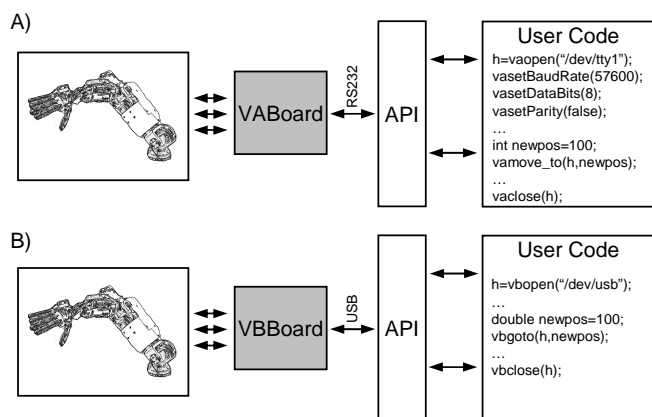 A)
VABoard
RS232
API
User Code
h=vaopen(“/dev/tty1”);
vasetBaudRate(57600);
vasetDataBits(8);
vasetParity(false);
…
int newpos=100;
vamove_to(h,newpos);
…
vaclose(h);
B)
VBBoard
USB
API
User Code
h=vbopen(“/dev/usb”);
…
double newpos=100;
vbgoto(h,newpos);
…
vbclose(h);